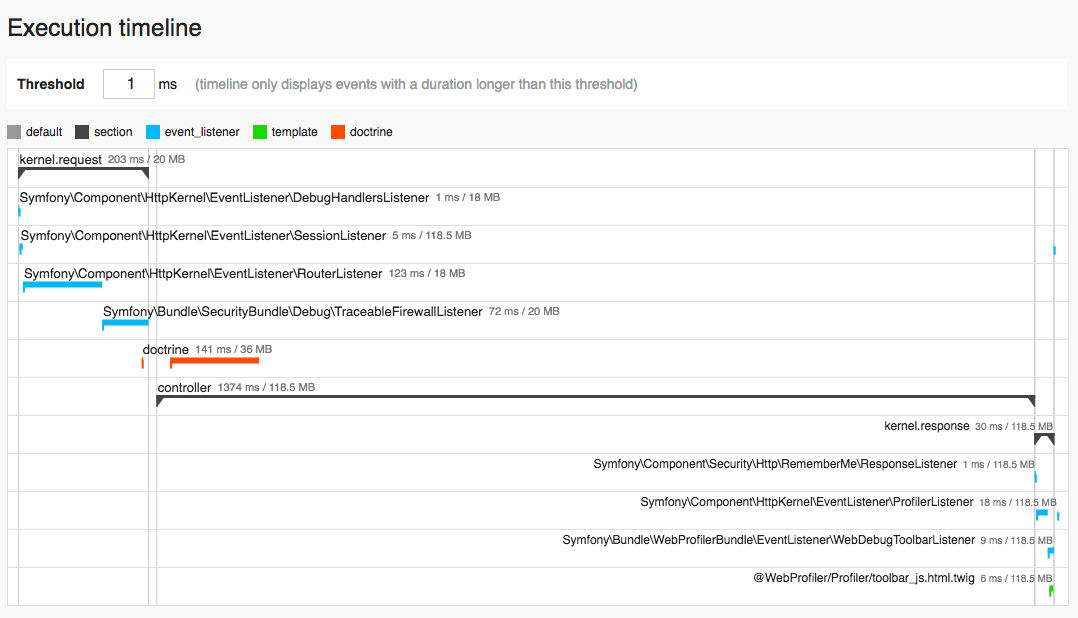 Execution timeline
Threshold 1 ms (timeline only displays events with a duration longer than this threshold)
default section event_listener template doctrine
kernel.request 203 ms / 20 MB
Symfony\Component\HttpKernel\EventListener\DebugHandlersListener 1 ms / 18 MB
Symfony\Component\HttpKernel\EventListener\SessionListener 5 ms / 118.5 MB
Symfony\Component\HttpKernel\EventListener\RouterListener 123 ms / 18 MB
Symfony\Bundle\SecurityBundle\Debug\TraceableFirewallListener 72 ms / 20 MB
doctrine 141 ms / 36 MB
controller 1374 ms / 118.5 MB
kernel.response 30 ms / 118.5 MB
Symfony\Component\Security\Http\RememberMe\ResponseListener 1 ms / 118.5 MB
Symfony\Component\HttpKernel\EventListener\ProfilerListener 18 ms / 118.5 MB
Symfony\Bundle\WebProfilerBundle\EventListener\WebDebugToolbarListener 9 ms / 118.5 MB
@WebProfiler/Profiler/toolbar_js.html.twig 6 ms / 118.5 MB